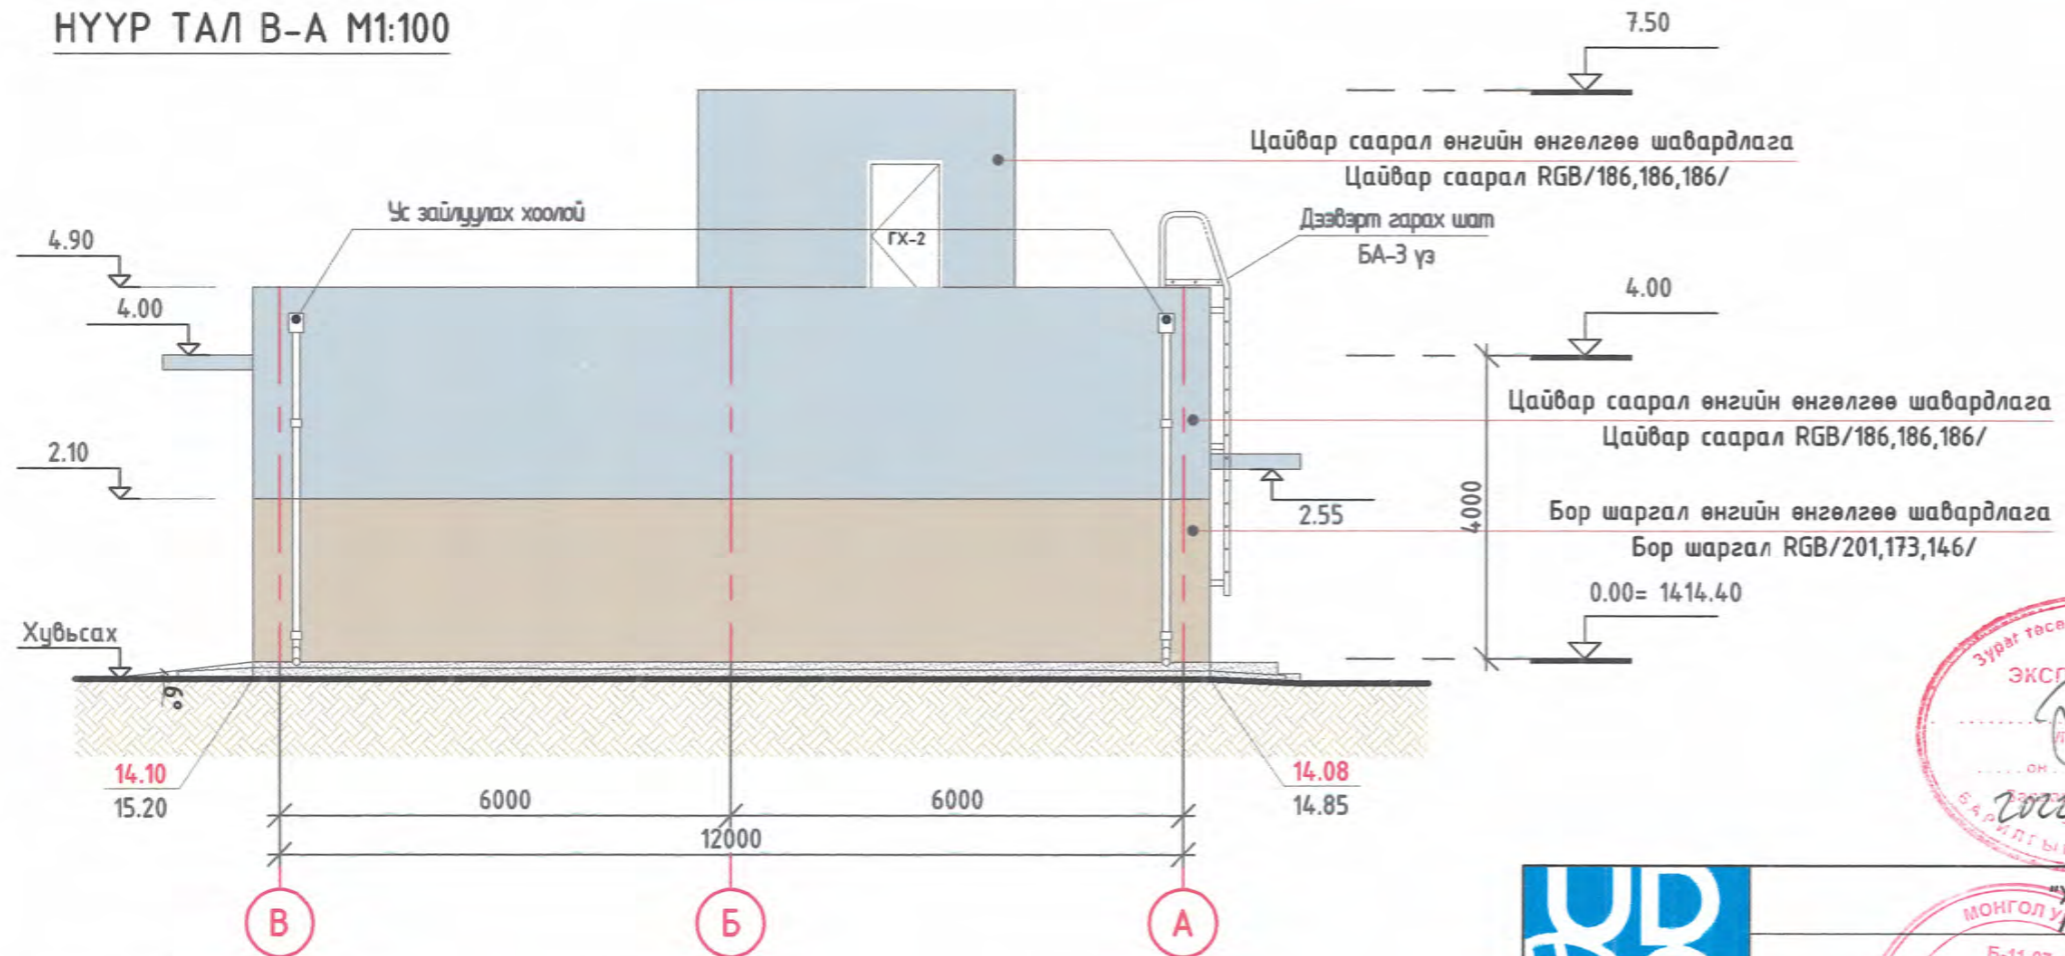 НҮҮР ТАЛ В-А М1:100
7.50
Цайвар саарал өнгийн өнгөлгөө шавардлага
Цайвар саарал RGB/186,186,186/
Ус зайлуулах хоолой
ГХ-2
Дээвэрт гарах шат
БА-3 үз
4.90
4.00
4.00
Цайвар саарал өнгийн өнгөлгөө шавардлага
Цайвар саарал RGB/186,186,186/
2.10
2.55
4000
Бор шаргал өнгийн өнгөлгөө шавардлага
Бор шаргал RGB/201,173,146/
0.00= 1414.40
Хувьсах
14.10
15.20
14.08
14.85
6000
6000
12000
В
Б
А
Зураг
UD
МОНГОЛ